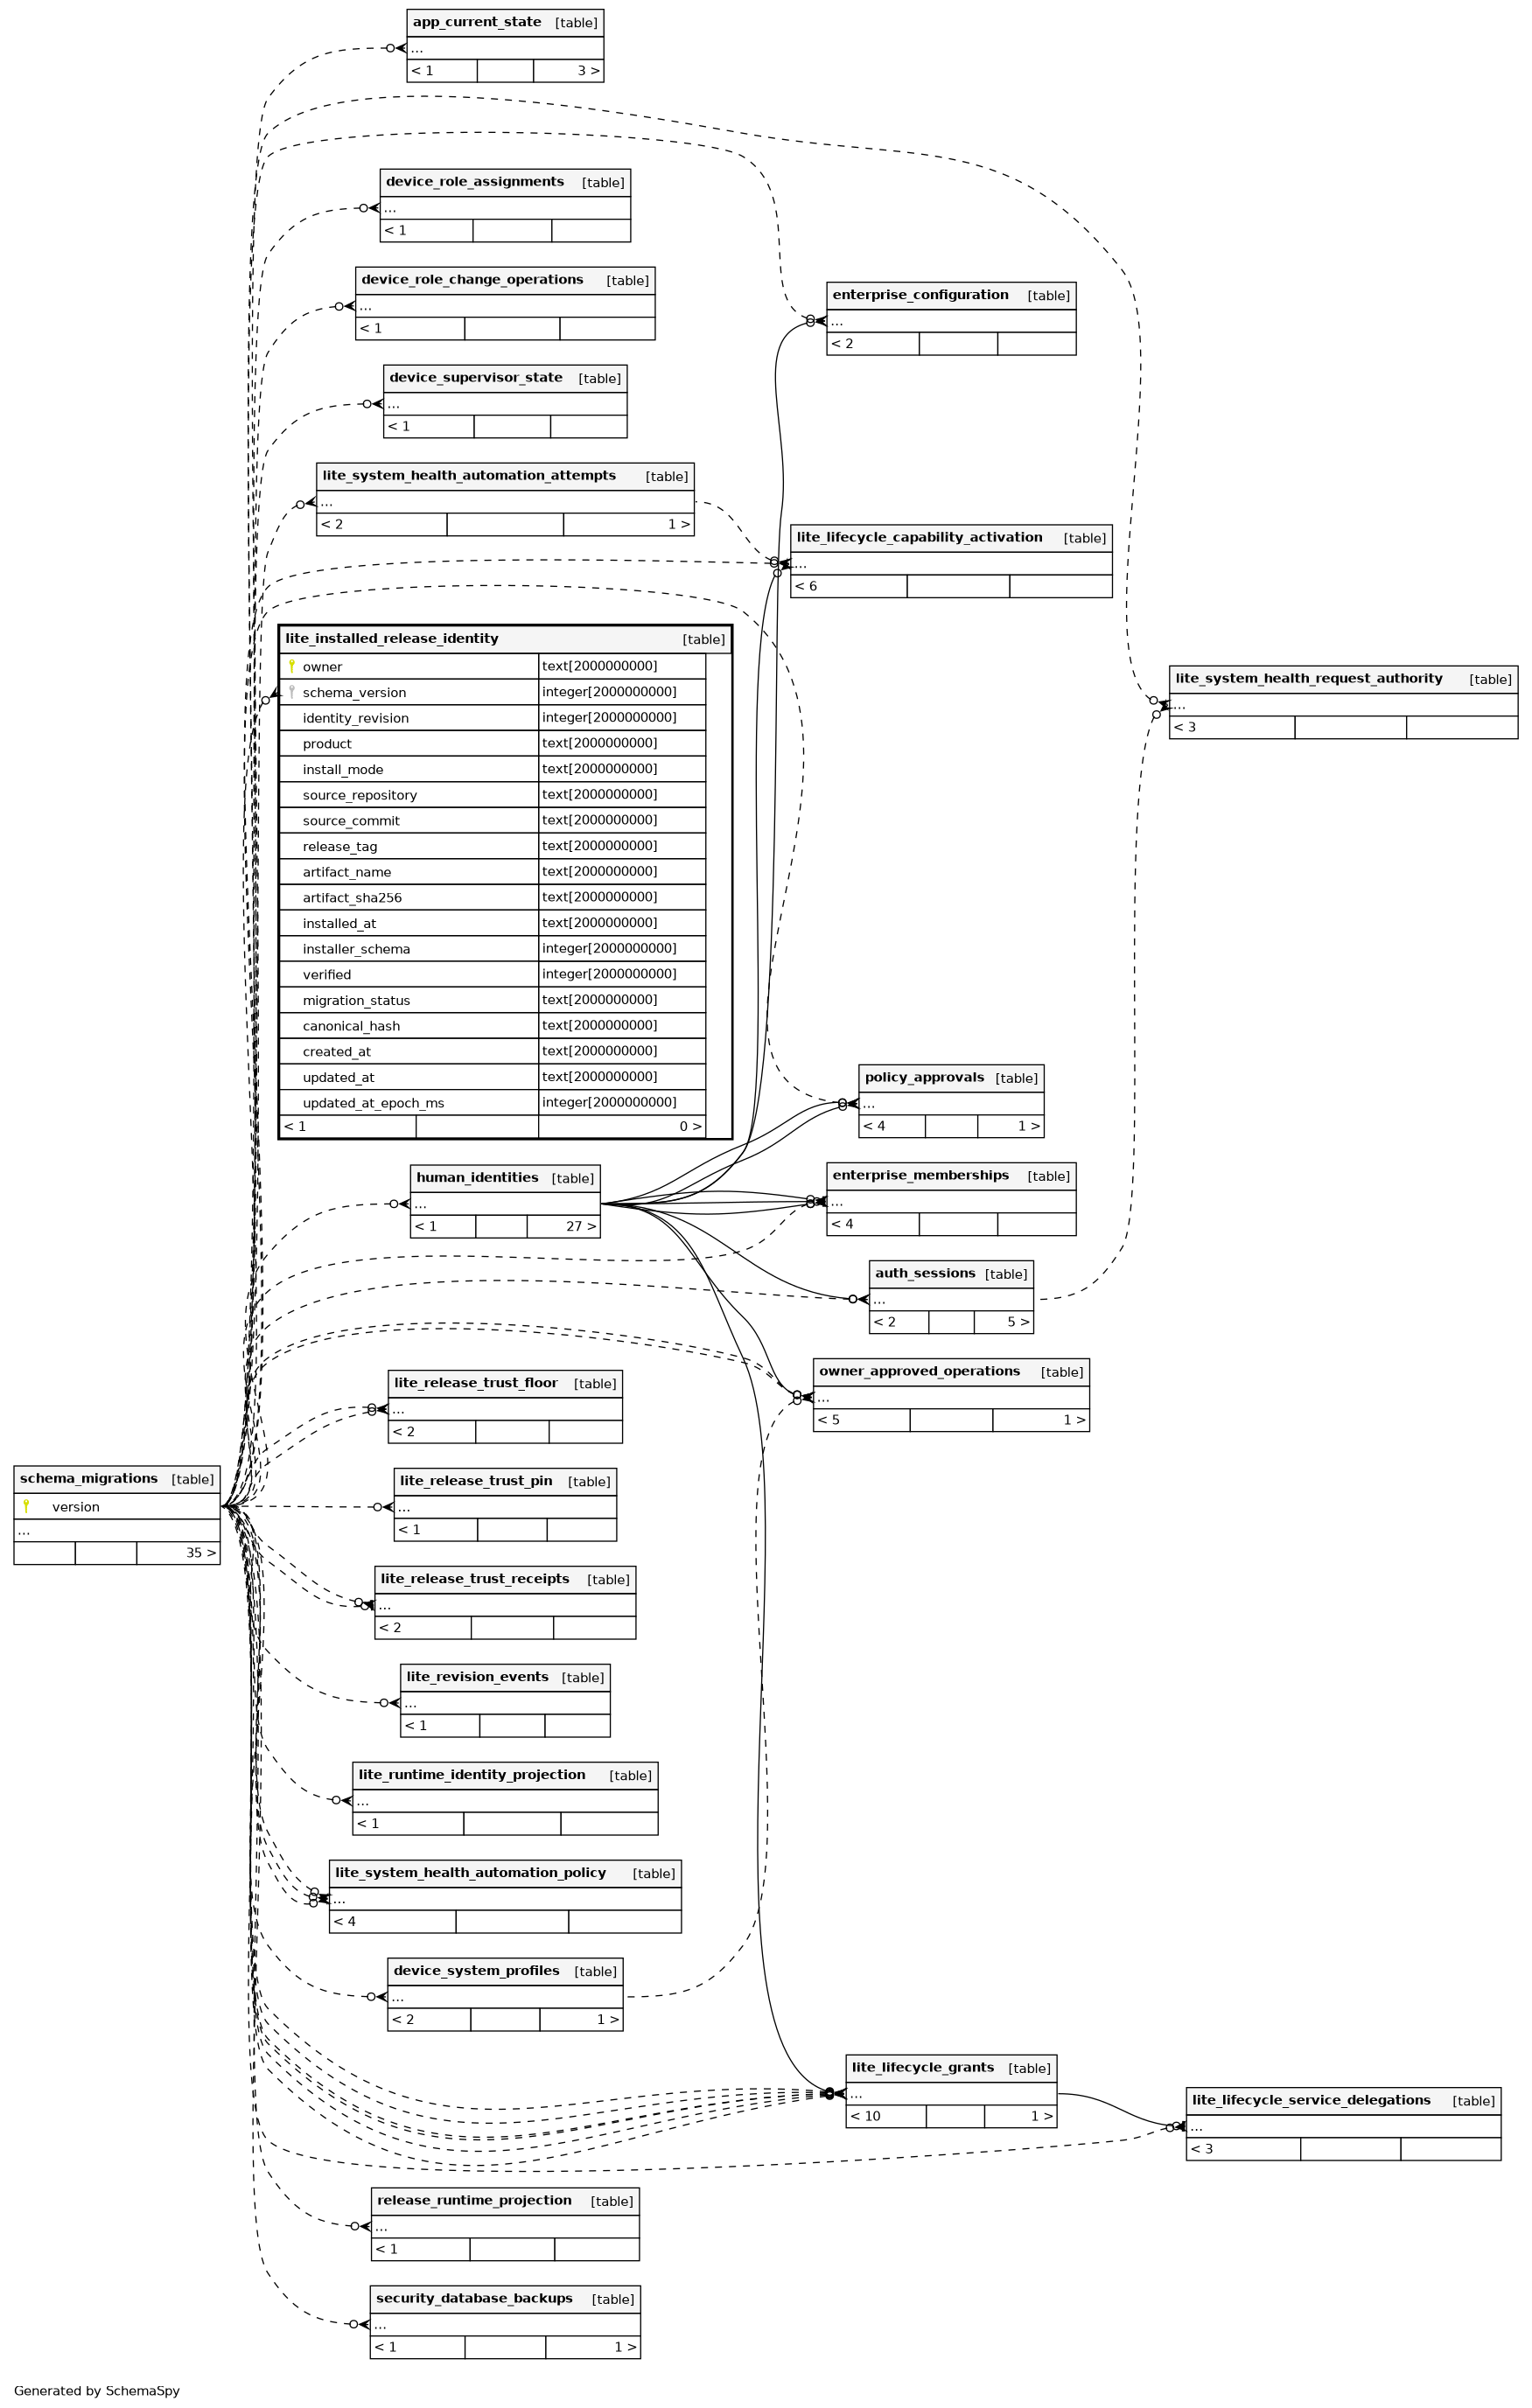 app_current_state [table]
...
< 1 3 >
device_role_assignments [table]
...
< 1
device_role_change_operations [table]
...
< 1
enterprise_configuration [table]
...
< 2
device_supervisor_state [table]
...
< 1
lite_system_health_automation_attempts [table]
...
< 2 1 >
lite_lifecycle_capability_activation [table]
...
< 6
lite_installed_release_identity [table]
owner text[2000000000]
schema_version integer[2000000000]
identity_revision integer[2000000000]
product text[2000000000]
install_mode text[2000000000]
source_repository text[2000000000]
source_commit text[2000000000]
release_tag text[2000000000]
artifact_name text[2000000000]
artifact_sha256 text[2000000000]
installed_at text[2000000000]
installer_schema integer[2000000000]
verified integer[2000000000]
migration_status text[2000000000]
canonical_hash text[2000000000]
created_at text[2000000000]
updated_at text[2000000000]
updated_at_epoch_ms integer[2000000000]
< 1 0 >
lite_system_health_request_authority [table]
...
< 3
policy_approvals [table]
...
< 4 1 >
human_identities [table]
...
< 1 27 >
enterprise_memberships [table]
...
< 4
auth_sessions [table]
...
< 2 5 >
owner_approved_operations [table]
...
< 5 1 >
lite_release_trust_floor [table]
...
< 2
schema_migrations [table]
version
...
35 >
lite_release_trust_pin [table]
...
< 1
lite_release_trust_receipts [table]
...
< 2
lite_revision_events [table]
...
< 1
lite_runtime_identity_projection [table]
...
< 1
lite_system_health_automation_policy [table]
...
< 4
device_system_profiles [table]
...
< 2 1 >
lite_lifecycle_grants [table]
...
< 10 1 >
lite_lifecycle_service_delegations [table]
...
< 3
release_runtime_projection [table]
...
< 1
security_database_backups [table]
...
< 1 1 >
Generated by SchemaSpy